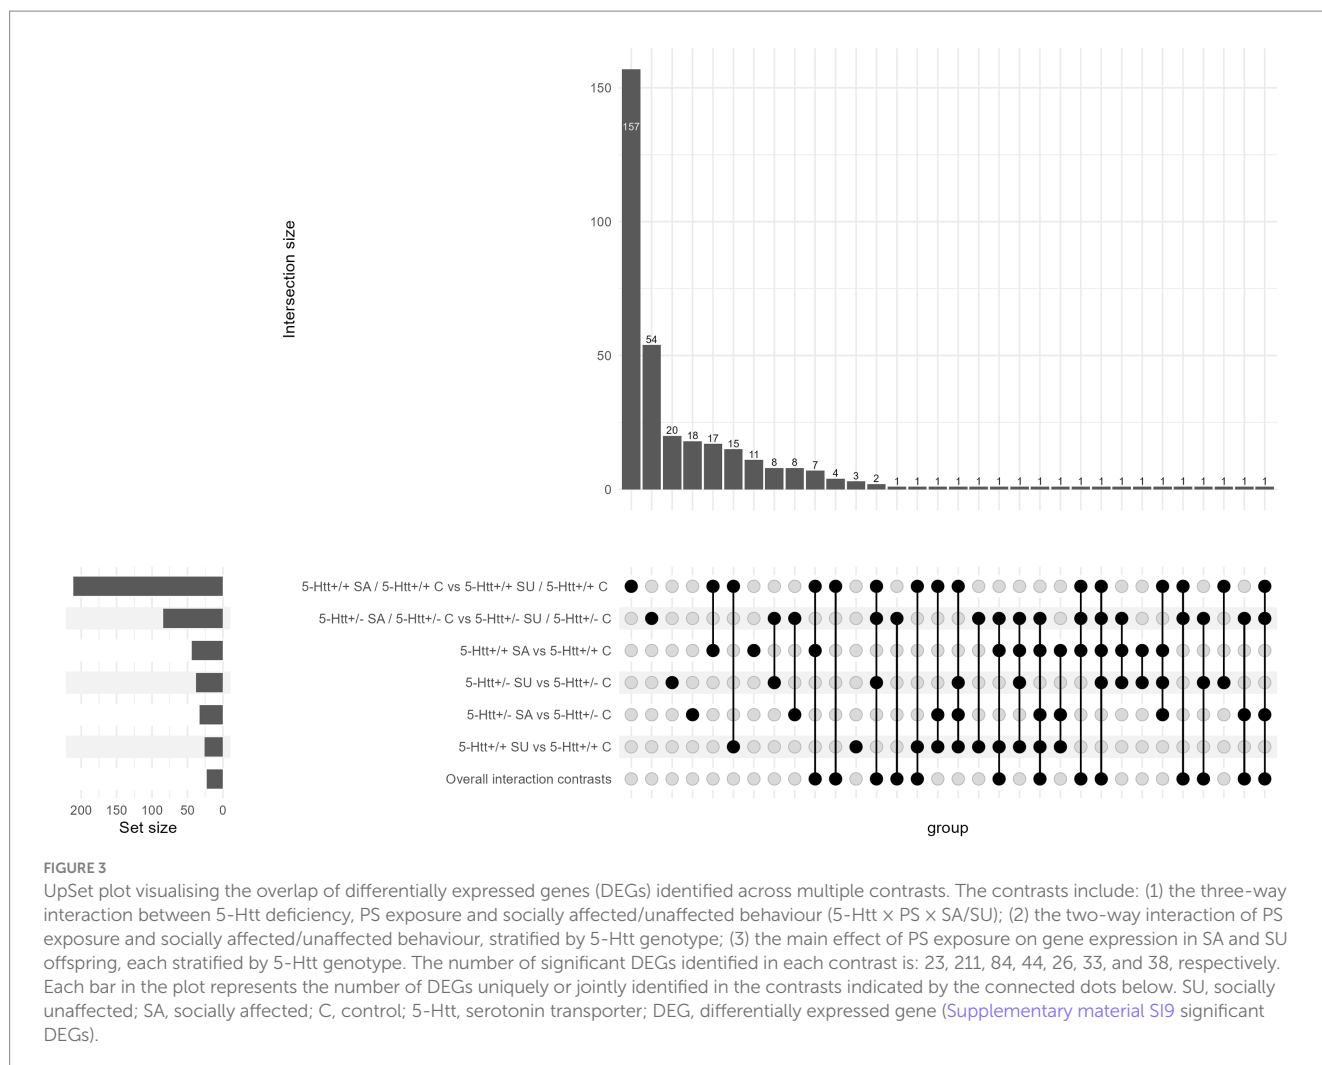 150
157
100
Intersection size
54
50
20 18 17 15 11 8 8 7 4 3 2 1 1 1 1 1 1 1 1 1 1 1 1 1 1 1 1 1 1 1
0
5-Htt+/+ SA / 5-Htt+/+ C vs 5-Htt+/+ SU / 5-Htt+/+ C
5-Htt+/- SA / 5-Htt+/- C vs 5-Htt+/- SU / 5-Htt+/- C
5-Htt+/+ SA vs 5-Htt+/+ C
5-Htt+/- SU vs 5-Htt+/- C
5-Htt+/- SA vs 5-Htt+/- C
5-Htt+/+ SU vs 5-Htt+/+ C
Overall interaction contrasts
200 150 100 50 0
Set size
group
FIGURE 3
UpSet plot visualising the overlap of differentially expressed genes (DEGs) identified across multiple contrasts. The contrasts include: (1) the three-way
interaction between 5-Htt deficiency, PS exposure and socially affected/unaffected behaviour (5-Htt × PS × SA/SU); (2) the two-way interaction of PS
exposure and socially affected/unaffected behaviour, stratified by 5-Htt genotype; (3) the main effect of PS exposure on gene expression in SA and SU
offspring, each stratified by 5-Htt genotype. The number of significant DEGs identified in each contrast is: 23, 211, 84, 44, 26, 33, and 38, respectively.
Each bar in the plot represents the number of DEGs uniquely or jointly identified in the contrasts indicated by the connected dots below. SU, socially
unaffected; SA, socially affected; C, control; 5-Htt, serotonin transporter; DEG, differentially expressed gene (Supplementary material SI9 significant
DEGs).